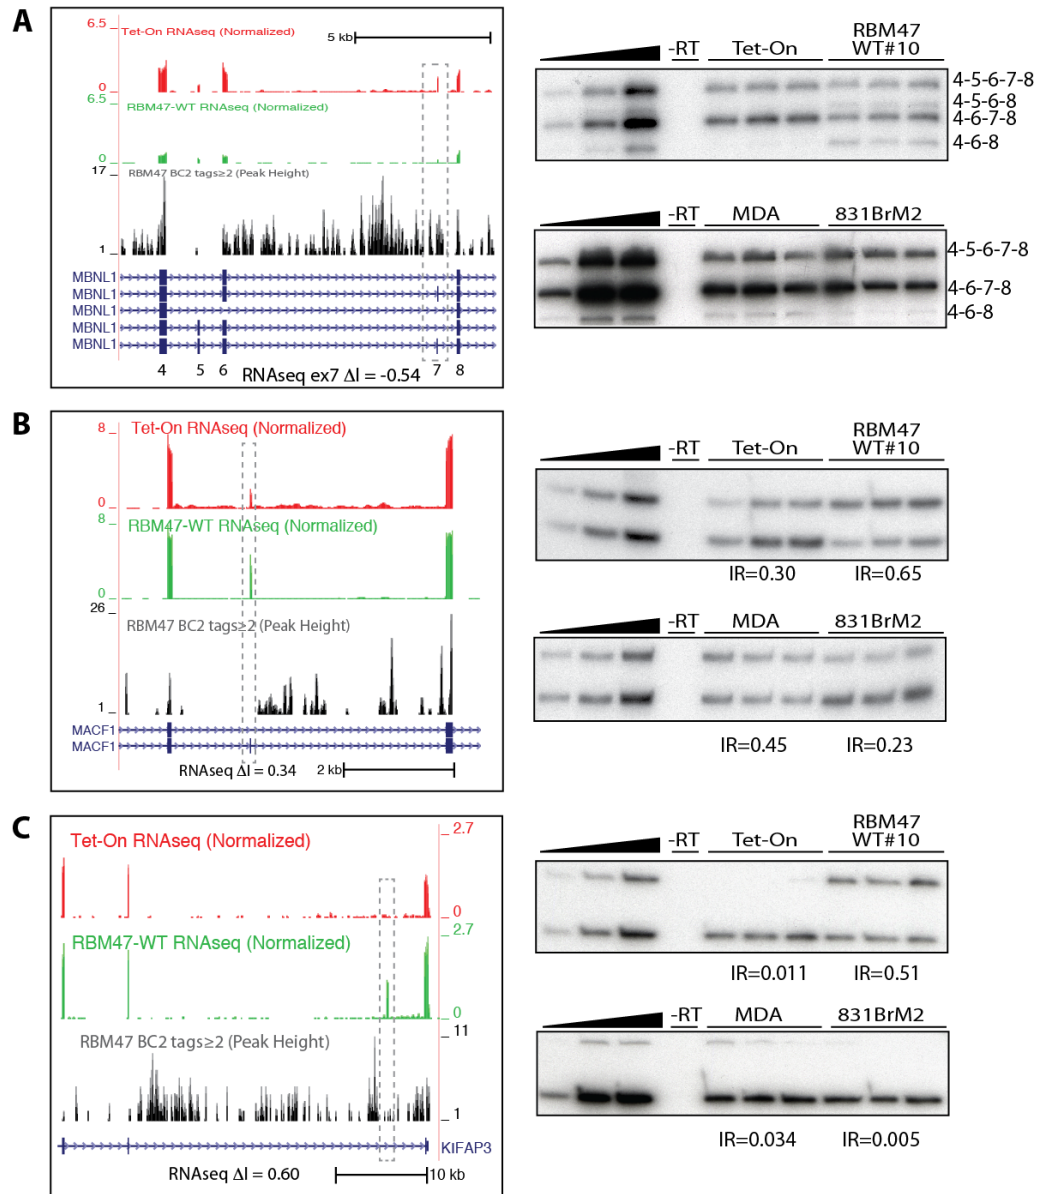 A
6.5
Tet-On RNAseq (Normalized)
5 kb
0
6.5
RBM47-WT RNAseq (Normalized)
0
17
RBM47 BC2 tags≥2 (Peak Height)
1
MBNL1
MBNL1
MBNL1
MBNL1
MBNL1
4 5 6 7 8
RNAseq ex7 ΔI = -0.54
-RT Tet-On RBM47 WT#10
4-5-6-7-8
4-5-6-8
4-6-7-8
4-6-8
-RT MDA 831BrM2
4-5-6-7-8
4-6-7-8
4-6-8
B
Tet-On RNAseq (Normalized)
8
0
RBM47-WT RNAseq (Normalized)
8
0
26
RBM47 BC2 tags≥2 (Peak Height)
1
MACF1
MACF1
RNAseq ΔI = 0.34
2 kb
-RT Tet-On RBM47 WT#10
IR=0.30 IR=0.65
-RT MDA 831BrM2
IR=0.45 IR=0.23
C
2.7
Tet-On RNAseq (Normalized)
0
2.7
RBM47-WT RNAseq (Normalized)
0
11
RBM47 BC2 tags≥2 (Peak Height)
1
KIFAP3
RNAseq ΔI = 0.60
10 kb
-RT Tet-On RBM47 WT#10
IR=0.011 IR=0.51
-RT MDA 831BrM2
IR=0.034 IR=0.005